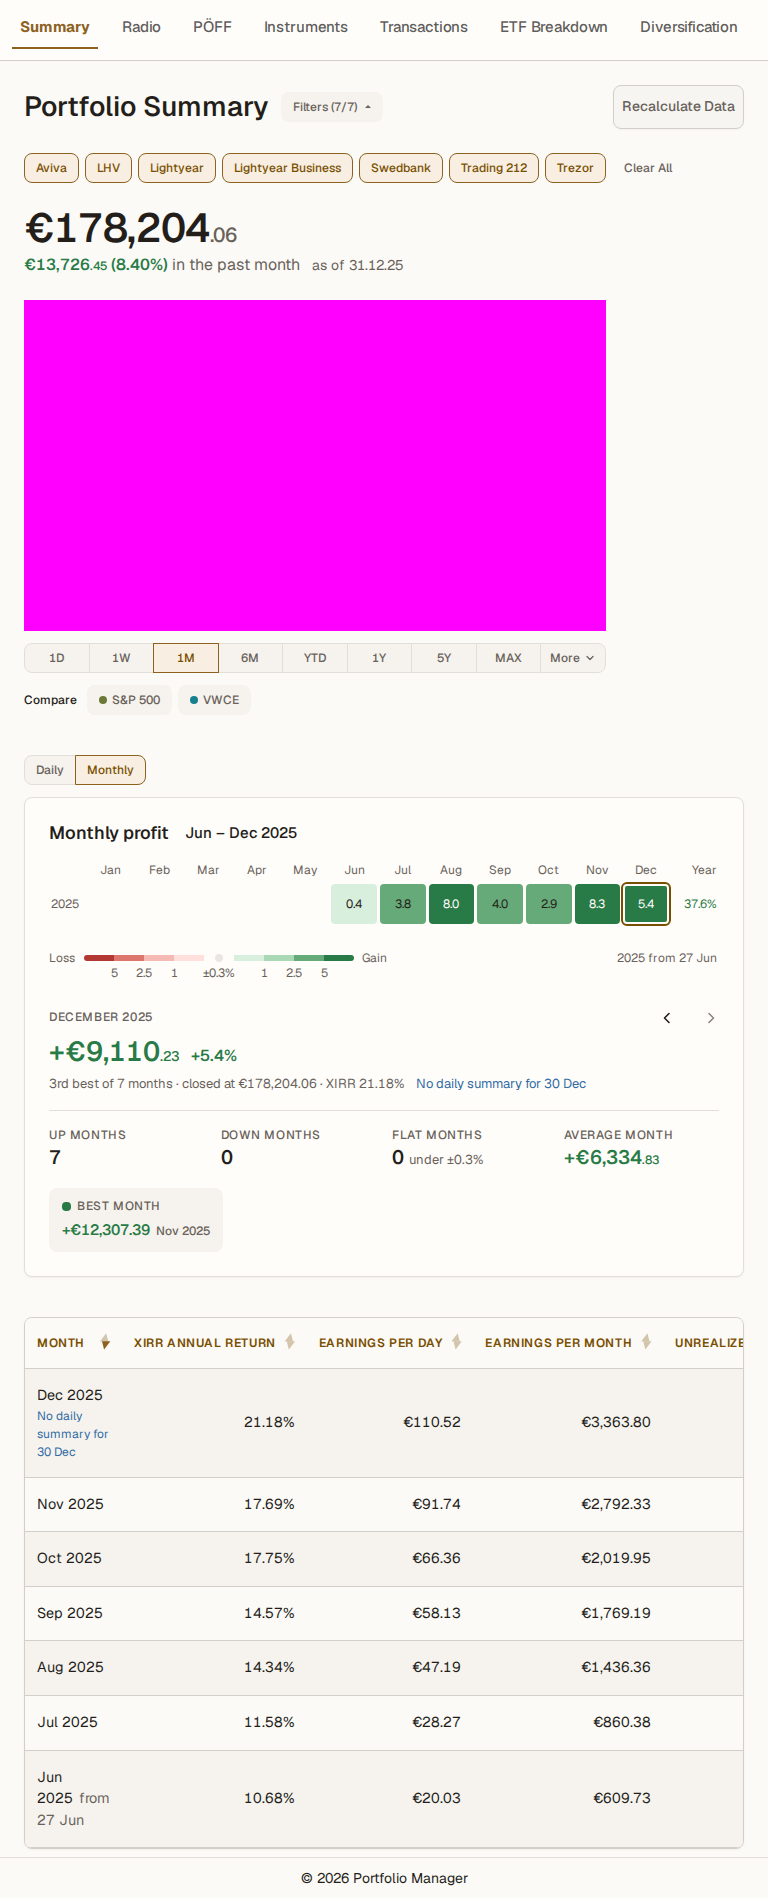 Summary Radio PÖFF Instruments Transactions ETF Breakdown Diversification
Portfolio Summary Filters (7/7) Recalculate Data
Aviva LHV Lightyear Lightyear Business Swedbank Trading 212 Trezor Clear All
€178,204.06
€13,726.45 (8.40%) in the past month as of 31.12.25
1D 1W 1M 6M YTD 1Y 5Y MAX More
Compare S&P 500 VWCE
Daily Monthly
Monthly profit Jun – Dec 2025
Jan Feb Mar Apr May Jun Jul Aug Sep Oct Nov Dec Year
2025 0.4 3.8 8.0 4.0 2.9 8.3 5.4 37.6%
Loss Gain 2025 from 27 Jun
5 2.5 1 ±0.3% 1 2.5 5
DECEMBER 2025
+€9,110.23 +5.4%
3rd best of 7 months · closed at €178,204.06 · XIRR 21.18% No daily summary for 30 Dec
UP MONTHS DOWN MONTHS FLAT MONTHS AVERAGE MONTH
7 0 0 under ±0.3% +€6,334.83
BEST MONTH
+€12,307.39 Nov 2025
MONTH XIRR ANNUAL RETURN EARNINGS PER DAY EARNINGS PER MONTH UNREALIZE
Dec 2025
No daily
summary for
30 Dec
21.18% €110.52 €3,363.80
Nov 2025 17.69% €91.74 €2,792.33
Oct 2025 17.75% €66.36 €2,019.95
Sep 2025 14.57% €58.13 €1,769.19
Aug 2025 14.34% €47.19 €1,436.36
Jul 2025 11.58% €28.27 €860.38
Jun
2025 from
27 Jun
10.68% €20.03 €609.73
© 2026 Portfolio Manager